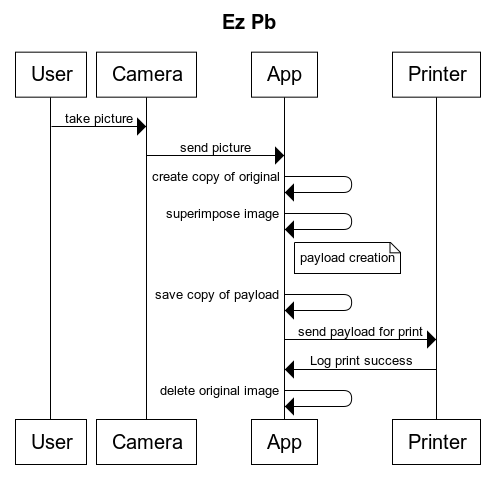 Ez Pb
User
Camera
App
Printer
take picture
send picture
create copy of original
superimpose image
payload creation
save copy of payload
send payload for print
Log print success
delete original image
User
Camera
App
Printer